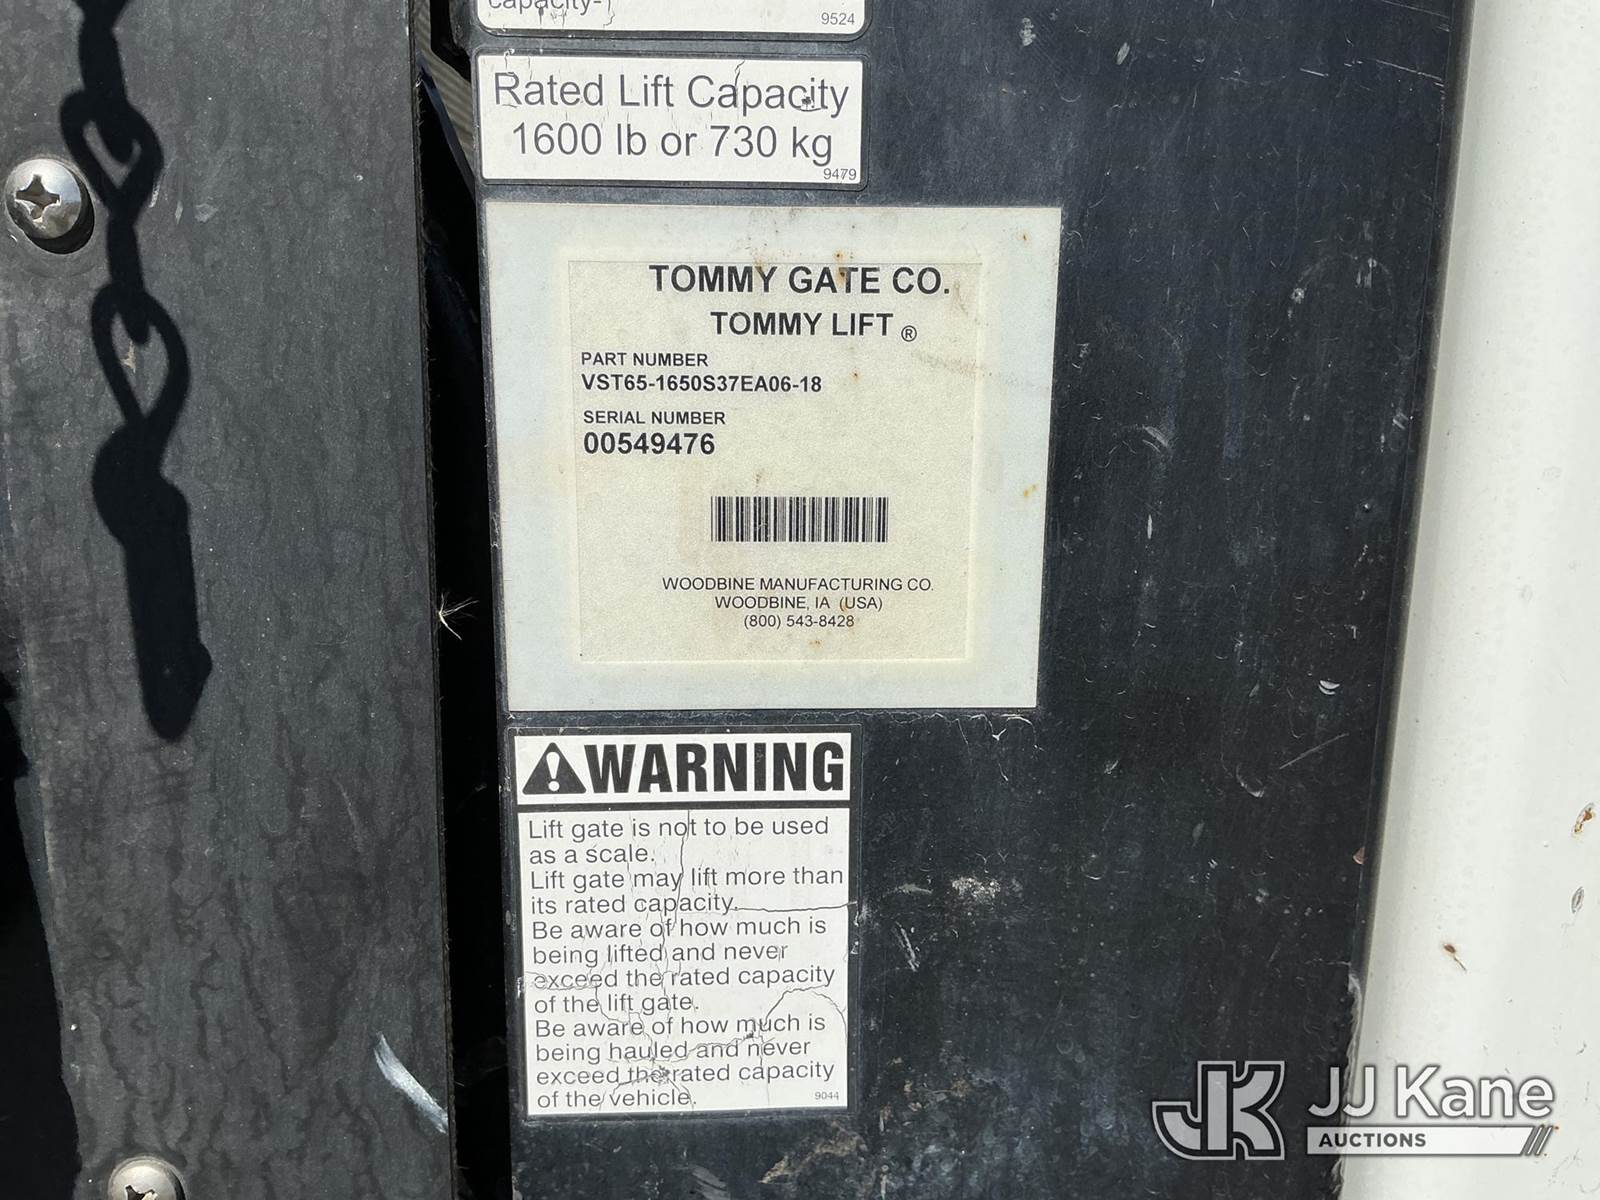 capacity-
9524
Rated Lift Capacity
1600 lb or 730 kg
9479
TOMMY GATE CO.
TOMMY LIFT ®
PART NUMBER
VST65-1650S37EA06-18
SERIAL NUMBER
00549476
WOODBINE MANUFACTURING CO.
WOODBINE, IA (USA)
(800) 543-8428
WARNING
Lift gate is not to be used
as a scale.
Lift gate may lift more than
its rated capacity.
Be aware of how much is
being lifted and never
exceed the rated capacity
of the lift gate.
Be aware of how much is
being hauled and never
exceed the rated capacity
of the vehicle.
9044
JK JJ Kane
AUCTIONS